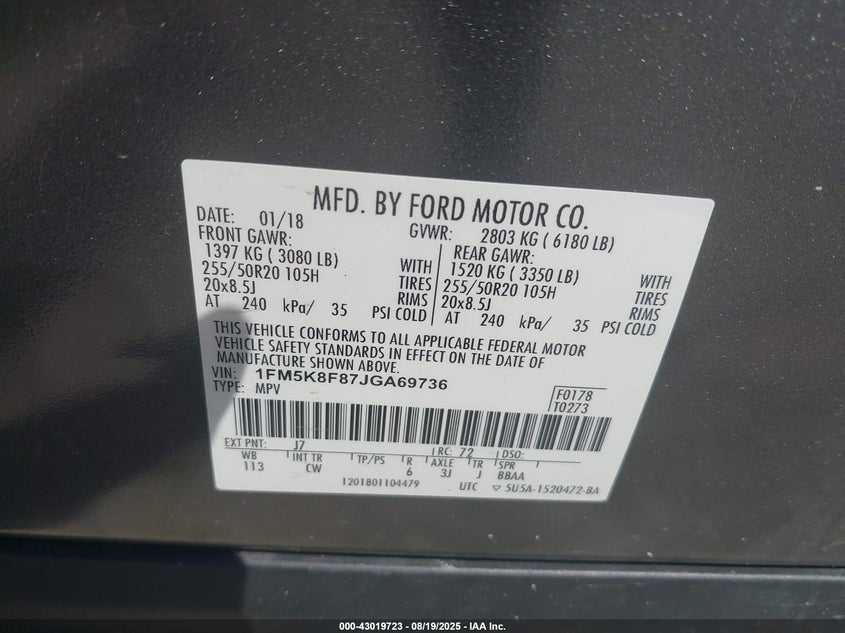 MFD. BY FORD MOTOR CO.
DATE: 01/18 GVWR: 2803 KG ( 6180 LB)
FRONT GAWR: REAR GAWR:
1397 KG ( 3080 LB) WITH 1520 KG ( 3350 LB) WITH
255/50R20 105H TIRES 255/50R20 105H TIRES
20x8.5J RIMS 20x8.5J RIMS
AT 240 kPa/ 35 PSI COLD AT 240 kPa/ 35 PSI COLD
THIS VEHICLE CONFORMS TO ALL APPLICABLE FEDERAL MOTOR
VEHICLE SAFETY STANDARDS IN EFFECT ON THE DATE OF
MANUFACTURE SHOWN ABOVE.
VIN: 1FM5K8F87JGA69736
TYPE: MPV
F0178
T0273
EXT PNT: J7 RC: 72 DSO:
WB INT TR TP/PS R AXLE TR SPR
113 CW 6 3J J BBAA
1201801104479 UTC ▽ 5U5A-1520472-BA
000-43019723 - 08/19/2025 - IAA Inc.